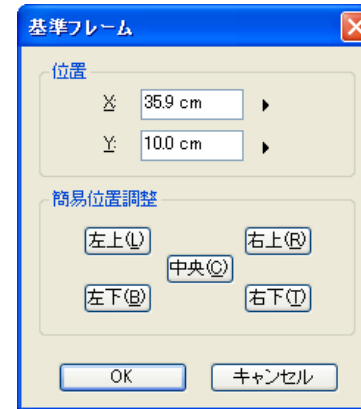 基準フレーム
位置
X: 35.9 cm
Y: 10.0 cm
簡易位置調整
左上(L) 右上(R)
中央(C)
左下(B) 右下(T)
OK キャンセル